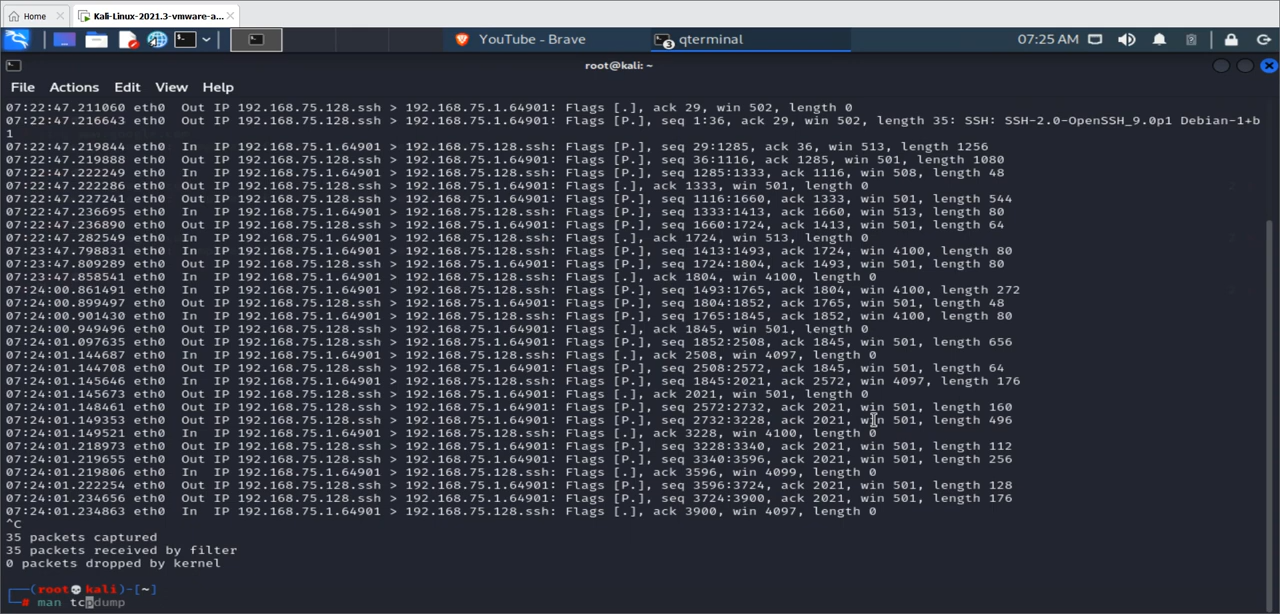 Home
Kali-Linux-2021.3-vmware-a...
YouTube - Brave
3 qterminal
07:25 AM
root@kali: ~
File Actions Edit View Help
07:22:47.211060 eth0 Out IP 192.168.75.128.ssh > 192.168.75.1.64901: Flags [.], ack 29, win 502, length 0
07:22:47.216643 eth0 Out IP 192.168.75.128.ssh > 192.168.75.1.64901: Flags [P.], seq 1:36, ack 29, win 502, length 35: SSH: SSH-2.0-OpenSSH_9.0p1 Debian-1+b
1
07:22:47.219844 eth0 In IP 192.168.75.1.64901 > 192.168.75.128.ssh: Flags [P.], seq 29:1285, ack 36, win 513, length 1256
07:22:47.219888 eth0 Out IP 192.168.75.128.ssh > 192.168.75.1.64901: Flags [P.], seq 36:1116, ack 1285, win 501, length 1080
07:22:47.222249 eth0 In IP 192.168.75.1.64901 > 192.168.75.128.ssh: Flags [P.], seq 1285:1333, ack 1116, win 508, length 48
07:22:47.222286 eth0 Out IP 192.168.75.128.ssh > 192.168.75.1.64901: Flags [.], ack 1333, win 501, length 0
07:22:47.227241 eth0 Out IP 192.168.75.128.ssh > 192.168.75.1.64901: Flags [P.], seq 1116:1660, ack 1333, win 501, length 544
07:22:47.236695 eth0 In IP 192.168.75.1.64901 > 192.168.75.128.ssh: Flags [P.], seq 1333:1413, ack 1660, win 513, length 80
07:22:47.236890 eth0 Out IP 192.168.75.128.ssh > 192.168.75.1.64901: Flags [P.], seq 1660:1724, ack 1413, win 501, length 64
07:22:47.282549 eth0 In IP 192.168.75.1.64901 > 192.168.75.128.ssh: Flags [.], ack 1724, win 513, length 0
07:23:47.798831 eth0 In IP 192.168.75.1.64901 > 192.168.75.128.ssh: Flags [P.], seq 1413:1493, ack 1724, win 4100, length 80
07:23:47.809289 eth0 Out IP 192.168.75.128.ssh > 192.168.75.1.64901: Flags [P.], seq 1724:1804, ack 1493, win 501, length 80
07:23:47.858541 eth0 In IP 192.168.75.1.64901 > 192.168.75.128.ssh: Flags [.], ack 1804, win 4100, length 0
07:24:00.861491 eth0 In IP 192.168.75.1.64901 > 192.168.75.128.ssh: Flags [P.], seq 1493:1765, ack 1804, win 4100, length 272
07:24:00.899497 eth0 Out IP 192.168.75.128.ssh > 192.168.75.1.64901: Flags [P.], seq 1804:1852, ack 1765, win 501, length 48
07:24:00.901430 eth0 In IP 192.168.75.1.64901 > 192.168.75.128.ssh: Flags [P.], seq 1765:1845, ack 1852, win 4100, length 80
07:24:00.949496 eth0 Out IP 192.168.75.128.ssh > 192.168.75.1.64901: Flags [.], ack 1845, win 501, length 0
07:24:01.097635 eth0 Out IP 192.168.75.128.ssh > 192.168.75.1.64901: Flags [P.], seq 1852:2508, ack 1845, win 501, length 656
07:24:01.144687 eth0 In IP 192.168.75.1.64901 > 192.168.75.128.ssh: Flags [.], ack 2508, win 4097, length 0
07:24:01.144708 eth0 Out IP 192.168.75.128.ssh > 192.168.75.1.64901: Flags [P.], seq 2508:2572, ack 1845, win 501, length 64
07:24:01.145646 eth0 In IP 192.168.75.1.64901 > 192.168.75.128.ssh: Flags [P.], seq 1845:2021, ack 2572, win 4097, length 176
07:24:01.145673 eth0 Out IP 192.168.75.128.ssh > 192.168.75.1.64901: Flags [.], ack 2021, win 501, length 0
07:24:01.148461 eth0 Out IP 192.168.75.128.ssh > 192.168.75.1.64901: Flags [P.], seq 2572:2732, ack 2021, win 501, length 160
07:24:01.149353 eth0 Out IP 192.168.75.128.ssh > 192.168.75.1.64901: Flags [P.], seq 2732:3228, ack 2021, win 501, length 496
07:24:01.149521 eth0 In IP 192.168.75.1.64901 > 192.168.75.128.ssh: Flags [.], ack 3228, win 4100, length 0
07:24:01.218973 eth0 Out IP 192.168.75.128.ssh > 192.168.75.1.64901: Flags [P.], seq 3228:3340, ack 2021, win 501, length 112
07:24:01.219655 eth0 Out IP 192.168.75.128.ssh > 192.168.75.1.64901: Flags [P.], seq 3340:3596, ack 2021, win 501, length 256
07:24:01.219806 eth0 In IP 192.168.75.1.64901 > 192.168.75.128.ssh: Flags [.], ack 3596, win 4099, length 0
07:24:01.222254 eth0 Out IP 192.168.75.128.ssh > 192.168.75.1.64901: Flags [P.], seq 3596:3724, ack 2021, win 501, length 128
07:24:01.234656 eth0 Out IP 192.168.75.128.ssh > 192.168.75.1.64901: Flags [P.], seq 3724:3900, ack 2021, win 501, length 176
07:24:01.234863 eth0 In IP 192.168.75.1.64901 > 192.168.75.128.ssh: Flags [.], ack 3900, win 4097, length 0
^C
35 packets captured
35 packets received by filter
0 packets dropped by kernel
┌──(root💀kali)-[~]
└─# man tcpdump